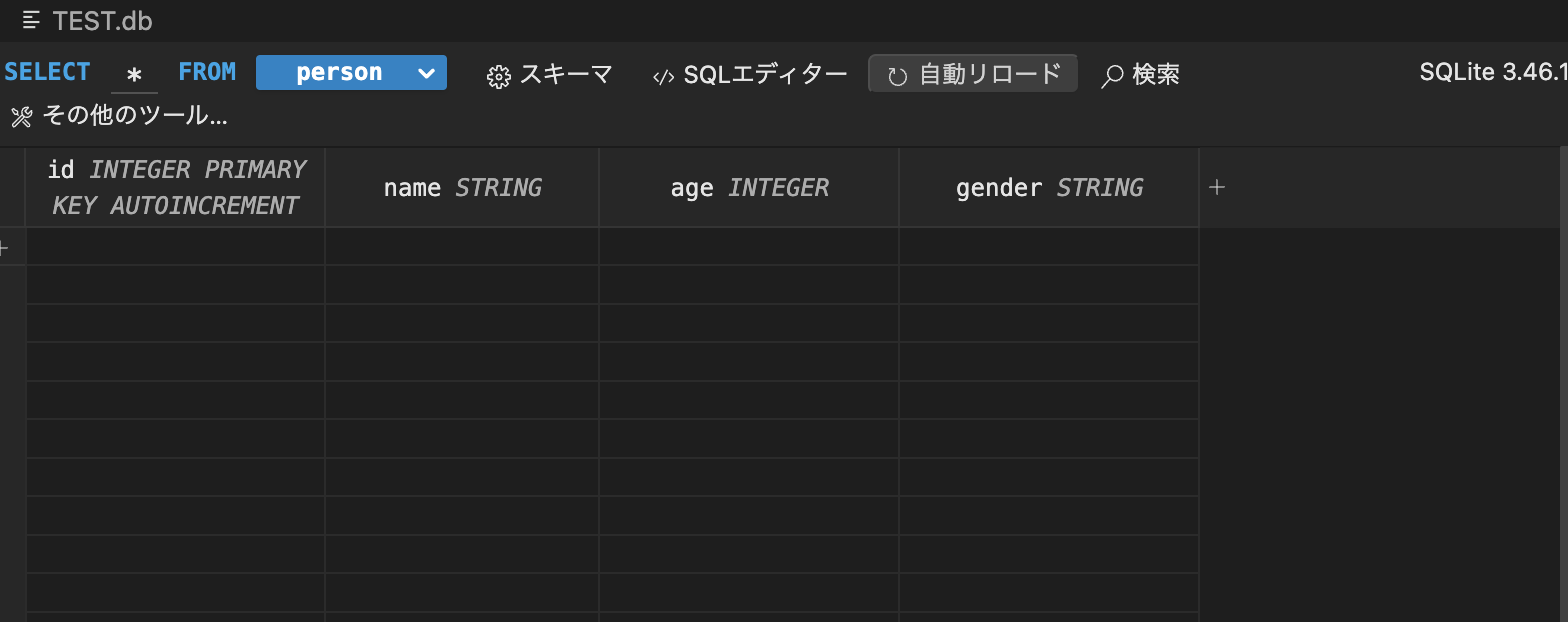 TEST.db
SELECT * FROM person スキーマ </> SQLエディター 自動リロード 検索 SQLite 3.46.1
その他のツール...
id INTEGER PRIMARY
KEY AUTOINCREMENT
name STRING
age INTEGER
gender STRING
+
+